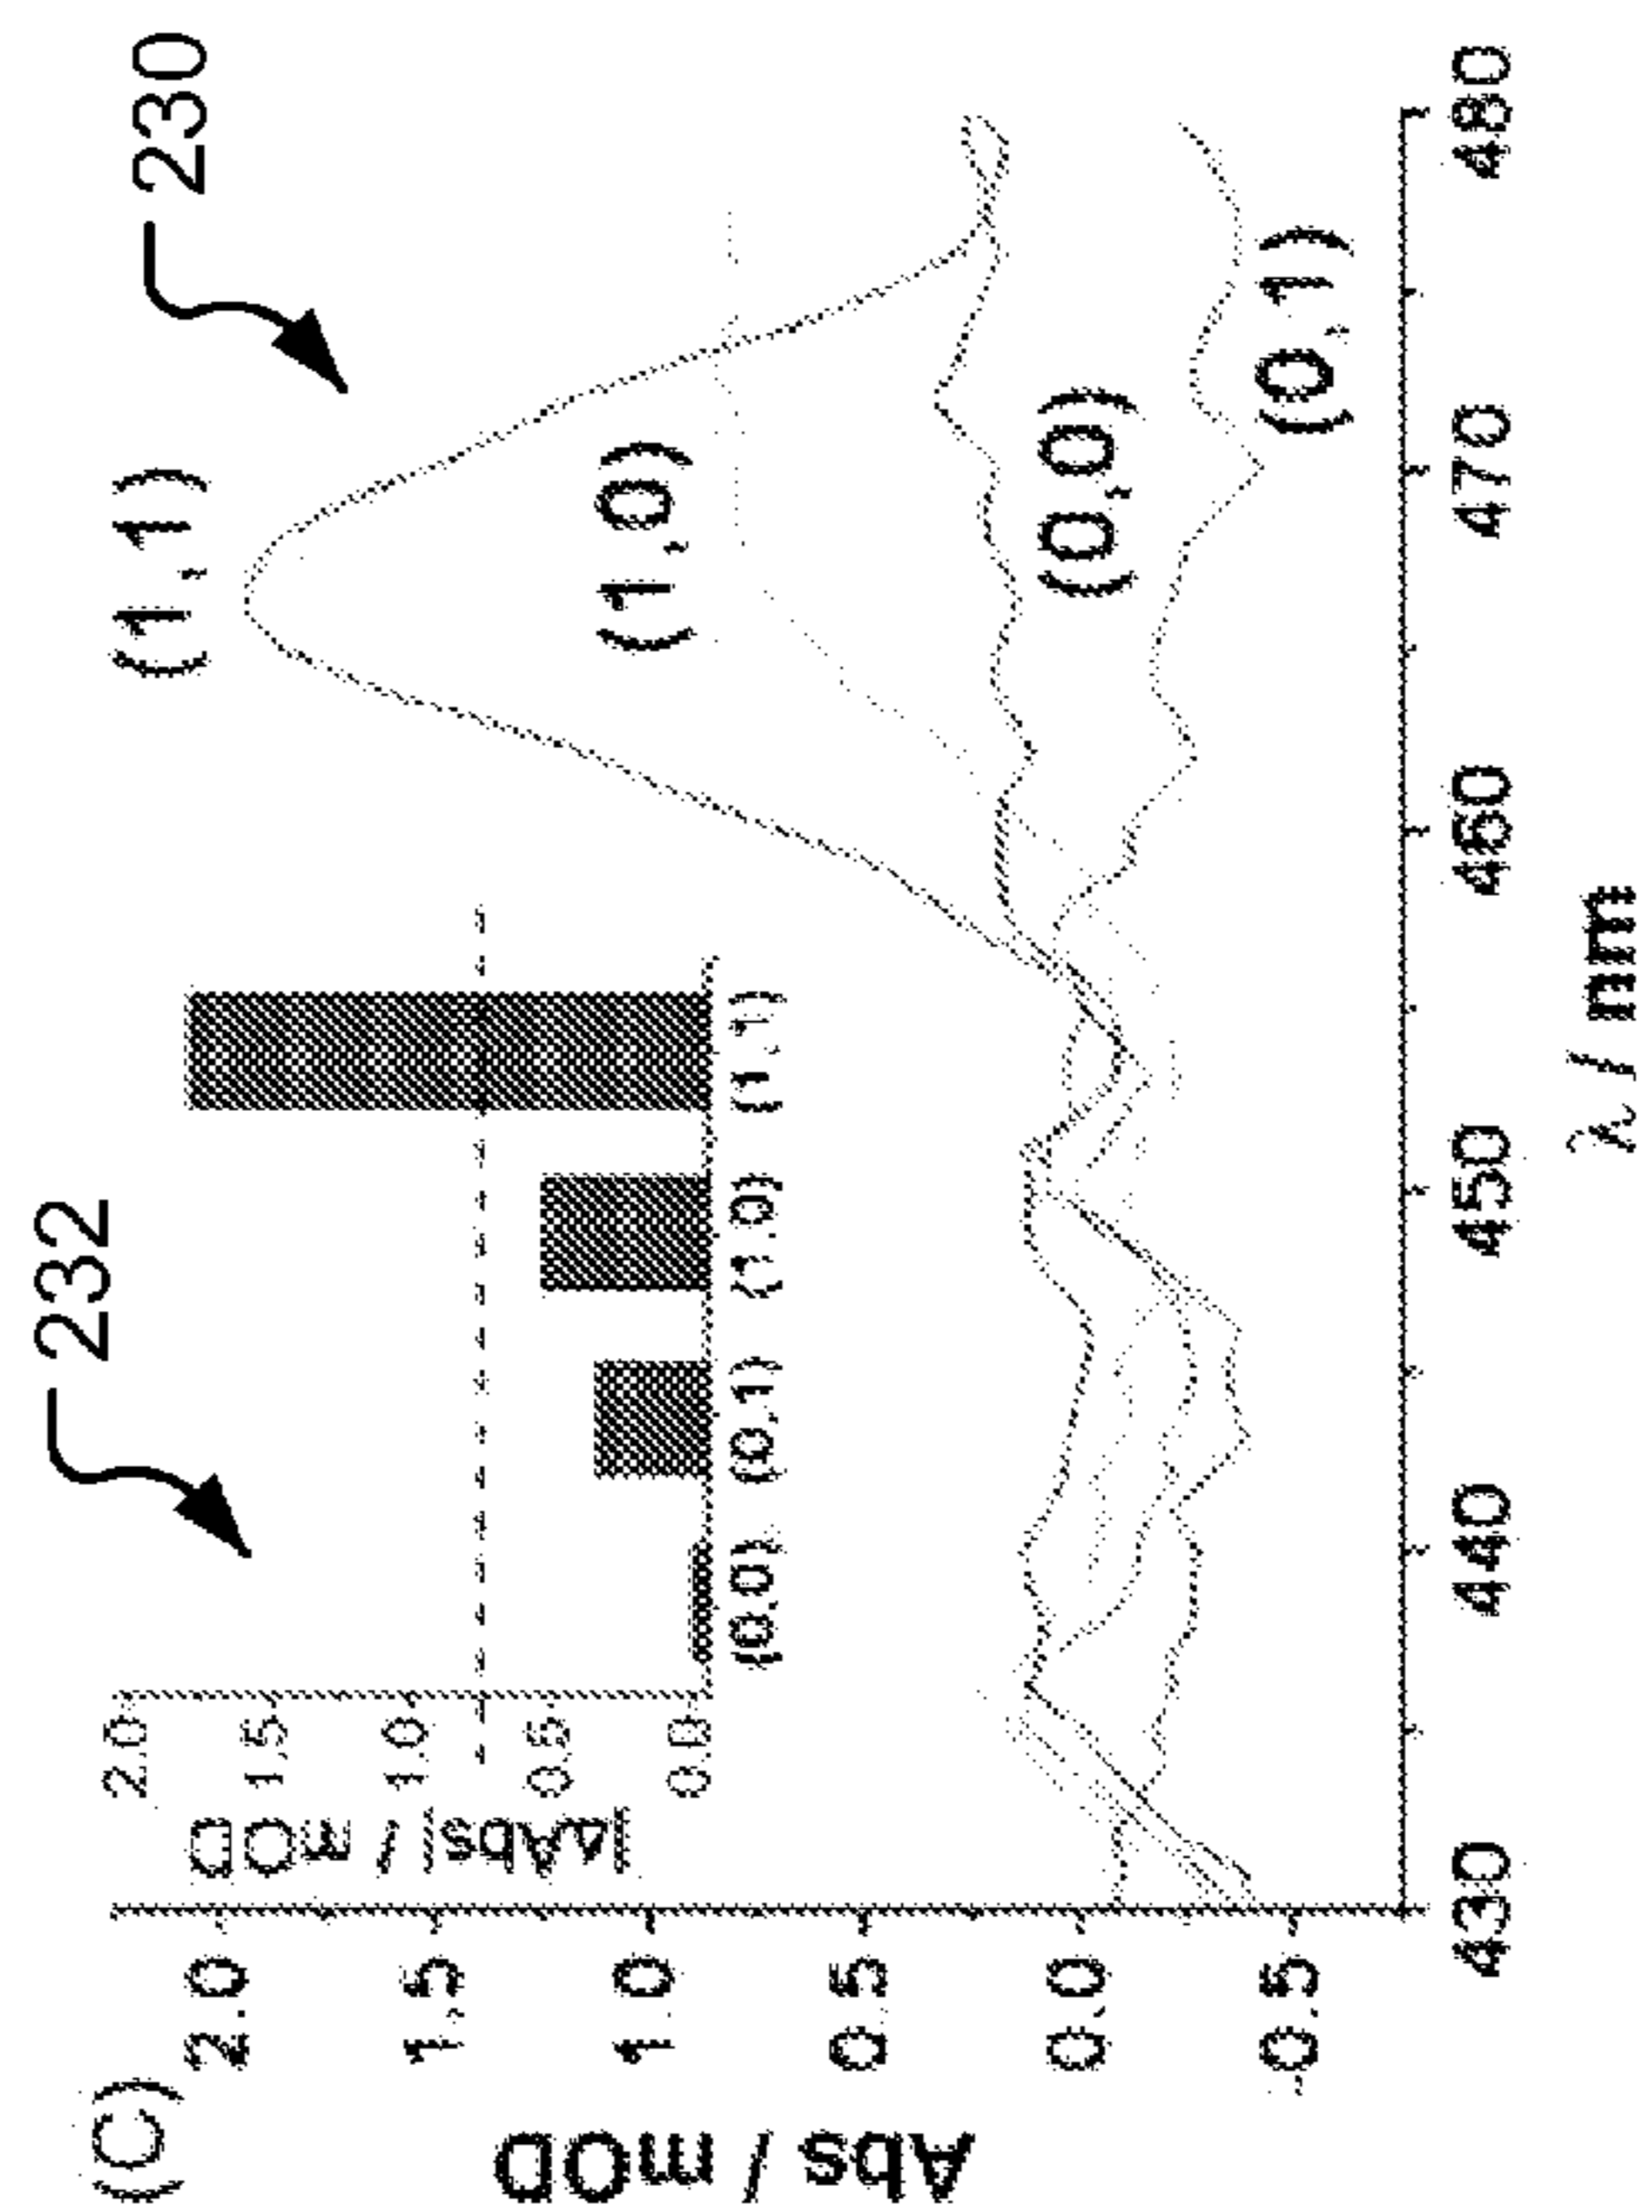 (C)
232
230
Abs / mOD
2.0
1.5
1.0
0.5
0.0
-0.5
|ΔAbs| / mOD
2.0
1.5
1.0
0.5
0.0
(0,0) (0,1) (1,0) (1,1)
(1,1)
(1,0)
(0,0)
(0,1)
430 440 450 460 470 480
λ / nm